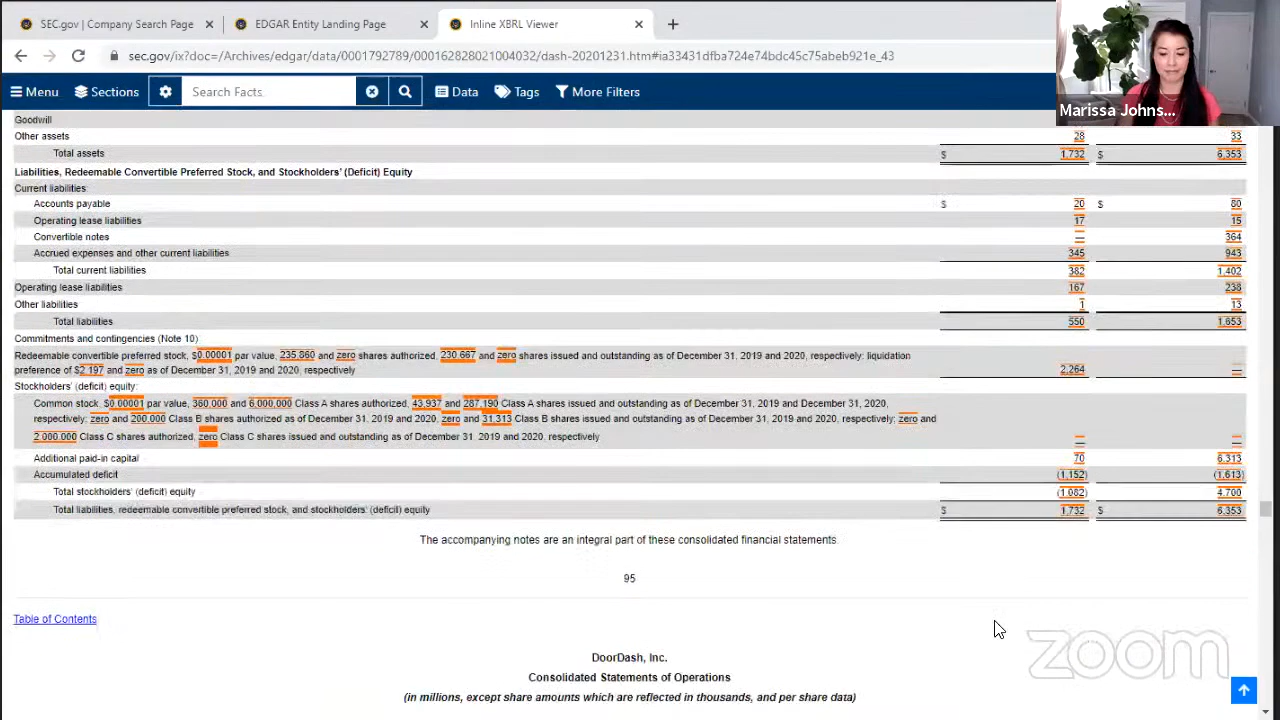 SEC.gov | Company Search Page
EDGAR Entity Landing Page
Inline XBRL Viewer
sec.gov/ix?doc=/Archives/edgar/data/0001792789/000162828021004032/dash-20201231.htm#ia33431dfba724e74bdc45c75abeb921e_43
Menu Sections Search Facts Data Tags More Filters
Marissa Johns...
Goodwill
Other assets 28 33
Total assets $ 1,732 $ 6,353
Liabilities, Redeemable Convertible Preferred Stock, and Stockholders' (Deficit) Equity
Current liabilities:
Accounts payable $ 20 $ 80
Operating lease liabilities 17 15
Convertible notes — 364
Accrued expenses and other current liabilities 345 943
Total current liabilities 382 1,402
Operating lease liabilities 167 238
Other liabilities 1 13
Total liabilities 550 1,653
Commitments and contingencies (Note 10)
Redeemable convertible preferred stock, $0.00001 par value, 235,860 and zero shares authorized, 230,667 and zero shares issued and outstanding as of December 31, 2019 and 2020, respectively; liquidation
preference of $2,197 and zero as of December 31, 2019 and 2020, respectively 2,264 —
Stockholders' (deficit) equity:
Common stock, $0.00001 par value, 360,000 and 6,000,000 Class A shares authorized, 43,937 and 287,190 Class A shares issued and outstanding as of December 31, 2019 and December 31, 2020,
respectively; zero and 200,000 Class B shares authorized as of December 31, 2019 and 2020, zero and 31,313 Class B shares issued and outstanding as of December 31, 2019 and 2020, respectively; zero and
2,000,000 Class C shares authorized, zero Class C shares issued and outstanding as of December 31, 2019 and 2020, respectively — —
Additional paid-in capital 70 6,313
Accumulated deficit (1,152) (1,613)
Total stockholders' (deficit) equity (1,082) 4,700
Total liabilities, redeemable convertible preferred stock, and stockholders' (deficit) equity $ 1,732 $ 6,353
The accompanying notes are an integral part of these consolidated financial statements.
95
Table of Contents
zoom
DoorDash, Inc.
Consolidated Statements of Operations
(in millions, except share amounts which are reflected in thousands, and per share data)